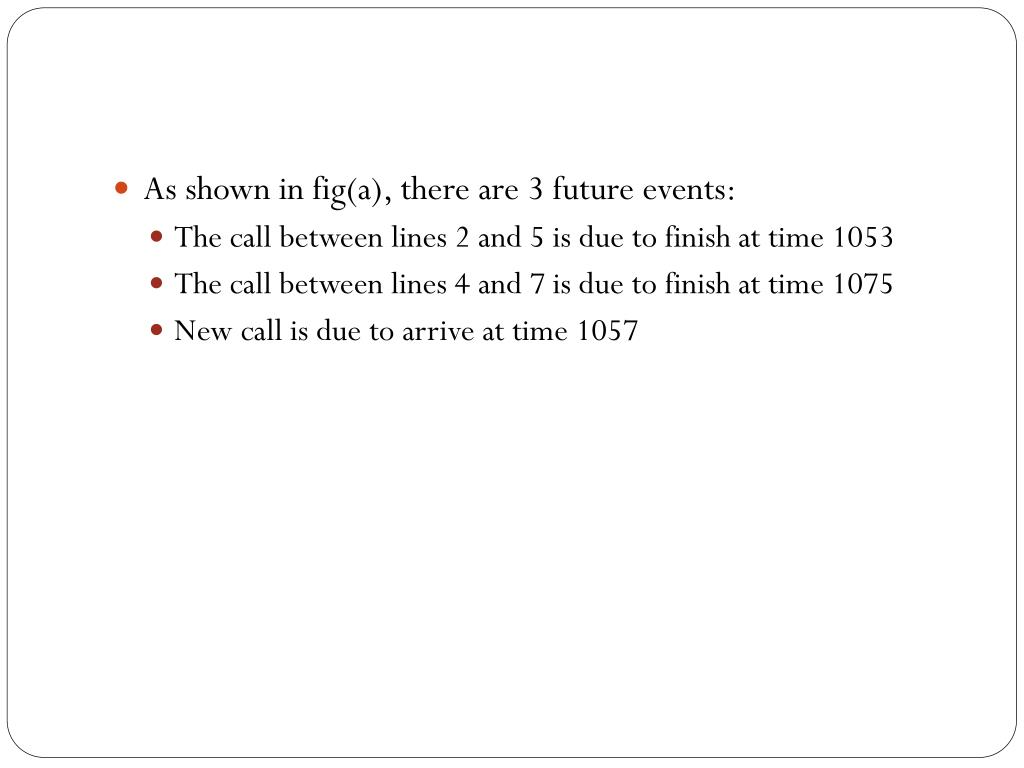 As shown in fig(a), there are 3 future events:
The call between lines 2 and 5 is due to finish at time 1053
The call between lines 4 and 7 is due to finish at time 1075
New call is due to arrive at time 1057